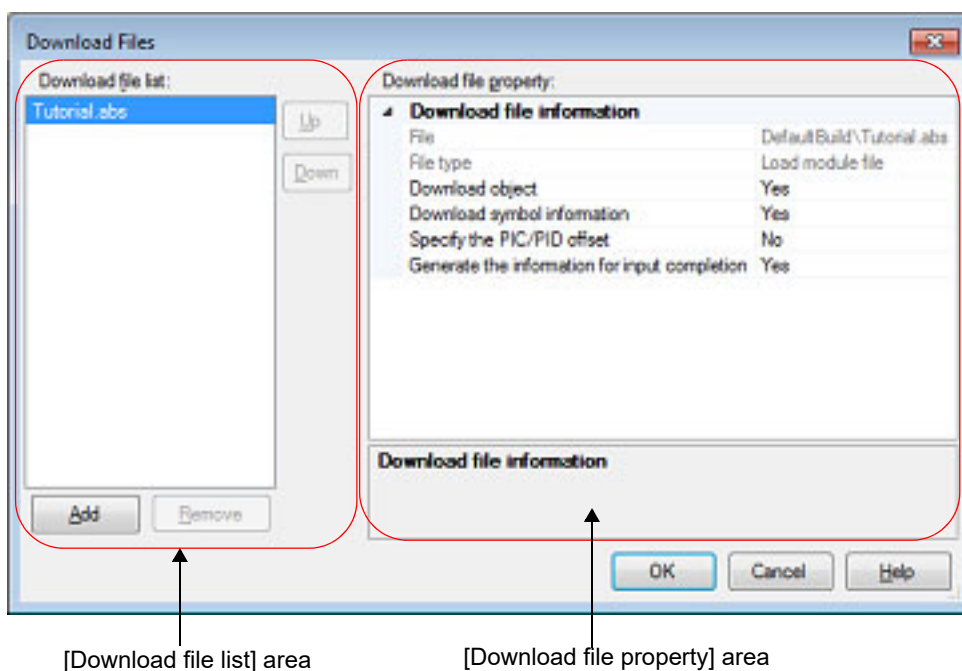 Download Files
Download file list:
Tutorial.abs
Up
Down
Add
Remove
Download file property:
Download file information
File DefaultBuild\Tutorial.abs
File type Load module file
Download object Yes
Download symbol information Yes
Specify the PIC/PID offset No
Generate the information for input completion Yes
Download file information
OK
Cancel
Help
[Download file list] area
[Download file property] area